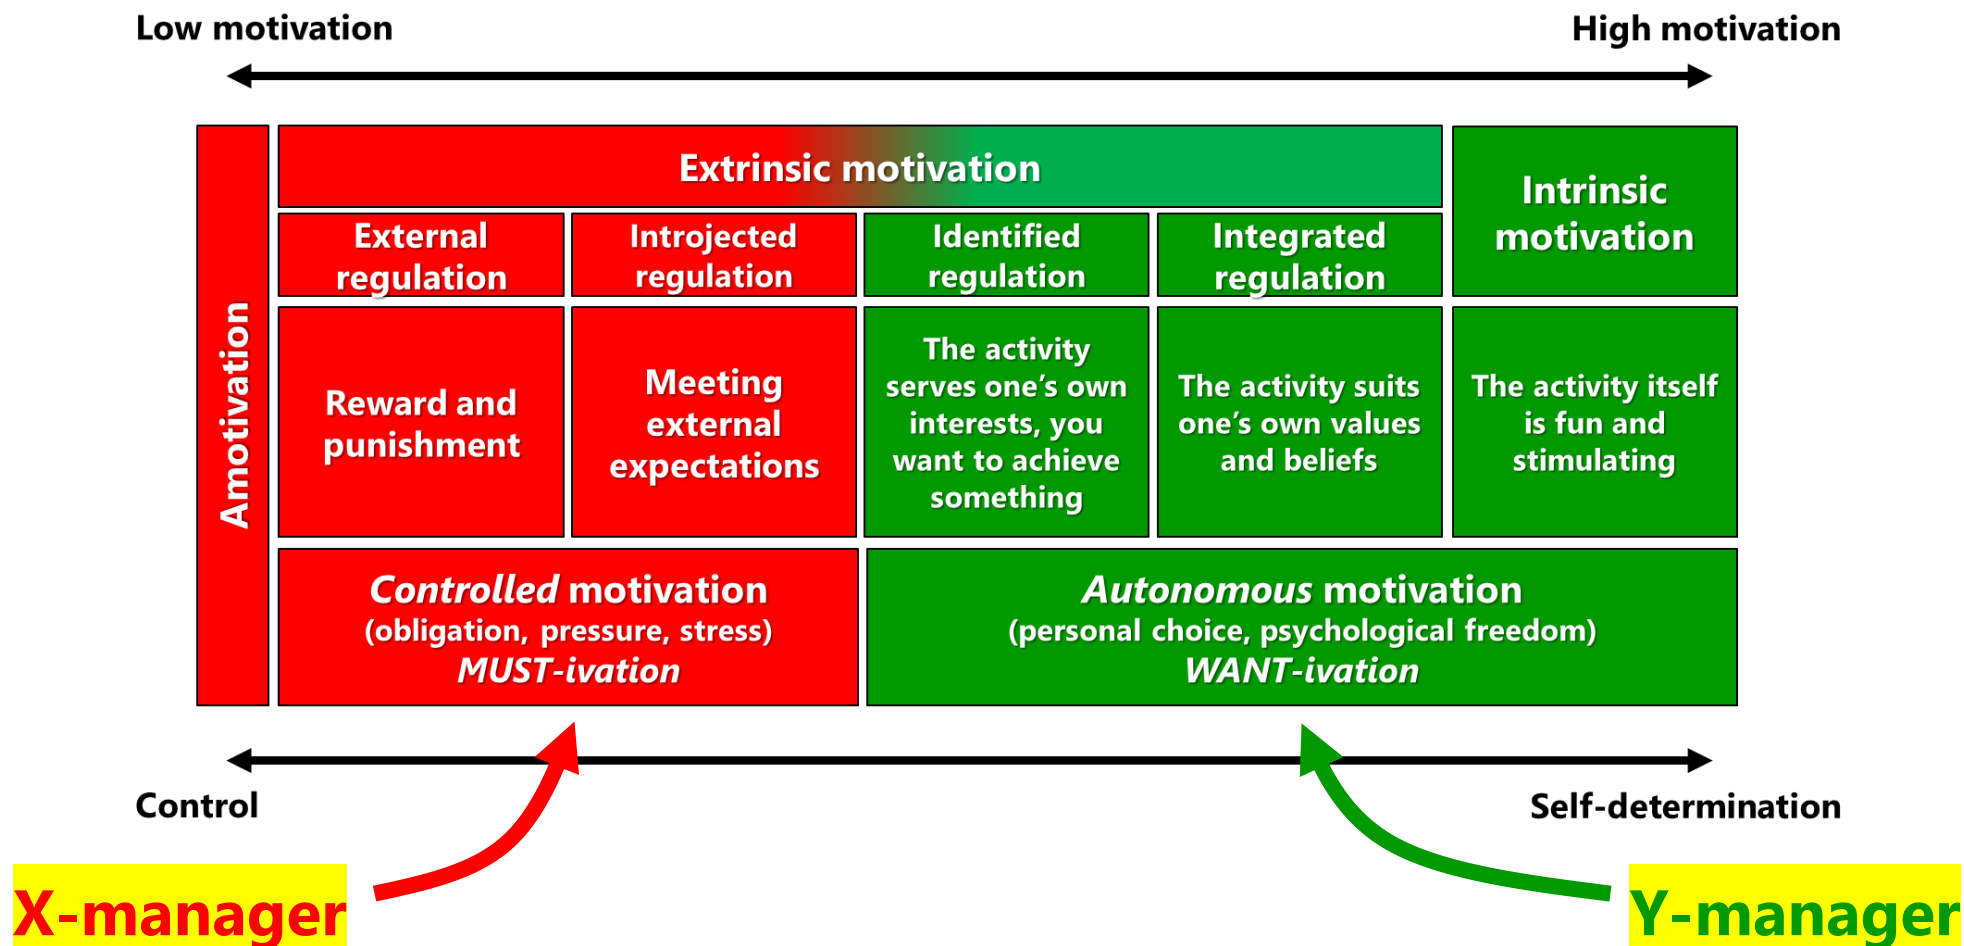 Low motivation
High motivation
Amotivation
Extrinsic motivation
Intrinsic
motivation
External
regulation
Introjected
regulation
Identified
regulation
Integrated
regulation
Reward and
punishment
Meeting
external
expectations
The activity
serves one’s own
interests, you
want to achieve
something
The activity suits
one’s own values
and beliefs
The activity itself
is fun and
stimulating
Controlled motivation
(obligation, pressure, stress)
MUST-ivation
Autonomous motivation
(personal choice, psychological freedom)
WANT-ivation
Control
Self-determination
X-manager
Y-manager